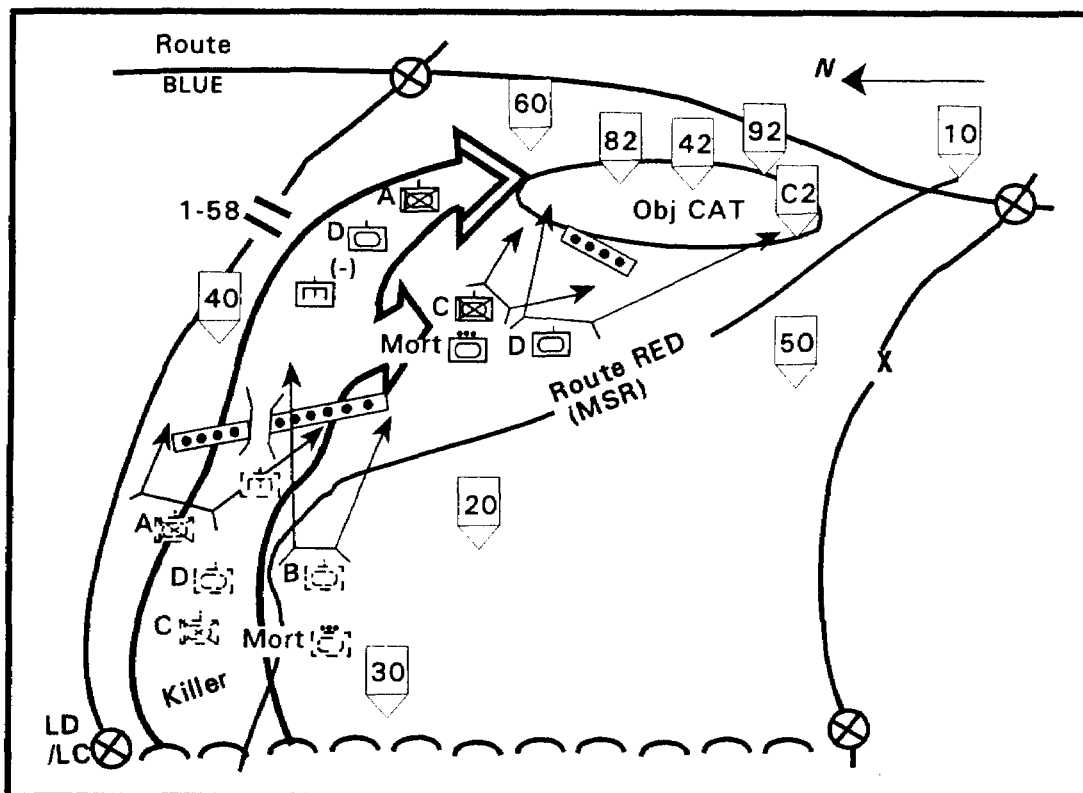 Route
BLUE
N
60
82
42
92
10
A
1-58
D
Obj CAT
C2
(-)
40
C
Mort
D
50
Route RED
(MSR)
X
20
A
D
B
C
Mort
30
Killer
LD
/LC